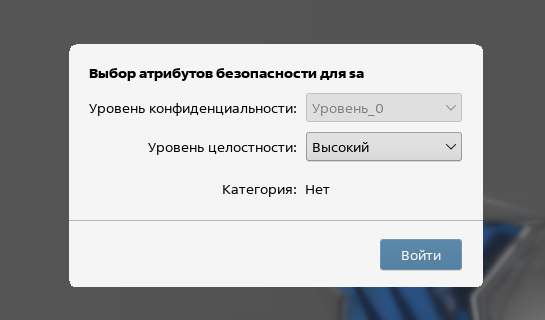 Выбор атрибутов безопасности для sa
Уровень конфиденциальности: Уровень_0
Уровень целостности: Высокий
Категория: Нет
Войти